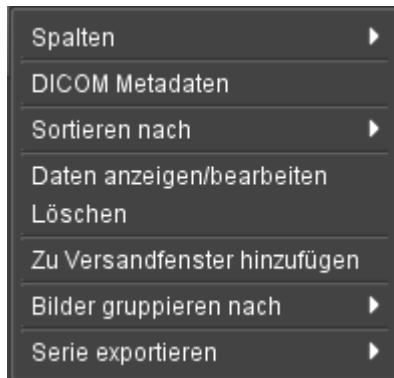 Spalten
DICOM Metadaten
Sortieren nach
Daten anzeigen/bearbeiten
Löschen
Zu Versandfenster hinzufügen
Bilder gruppieren nach
Serie exportieren